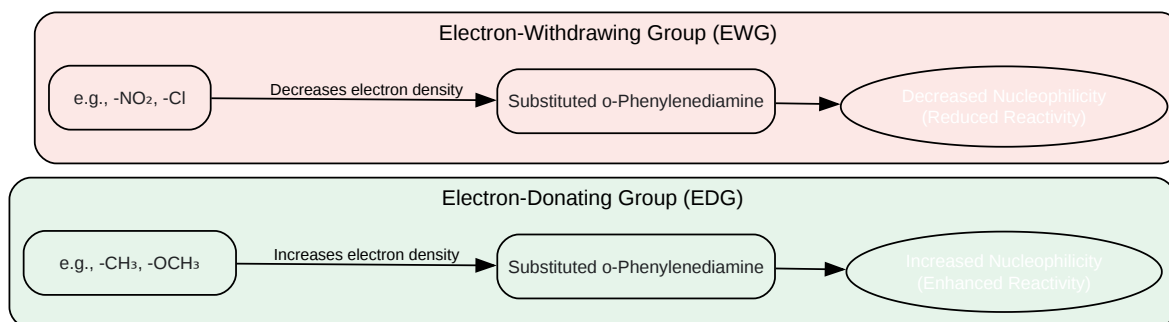 Electron-Withdrawing Group (EWG)
e.g., -NO₂, -Cl
Decreases electron density
Substituted o-Phenylenediamine
Decreased Nucleophilicity
(Reduced Reactivity)
Electron-Donating Group (EDG)
e.g., -CH₃, -OCH₃
Increases electron density
Substituted o-Phenylenediamine
Increased Nucleophilicity
(Enhanced Reactivity)